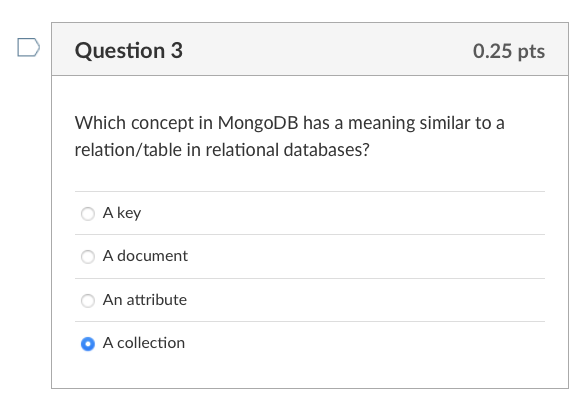 Question 3
0.25 pts
Which concept in MongoDB has a meaning similar to a
relation/table in relational databases?
A key
A document
An attribute
A collection